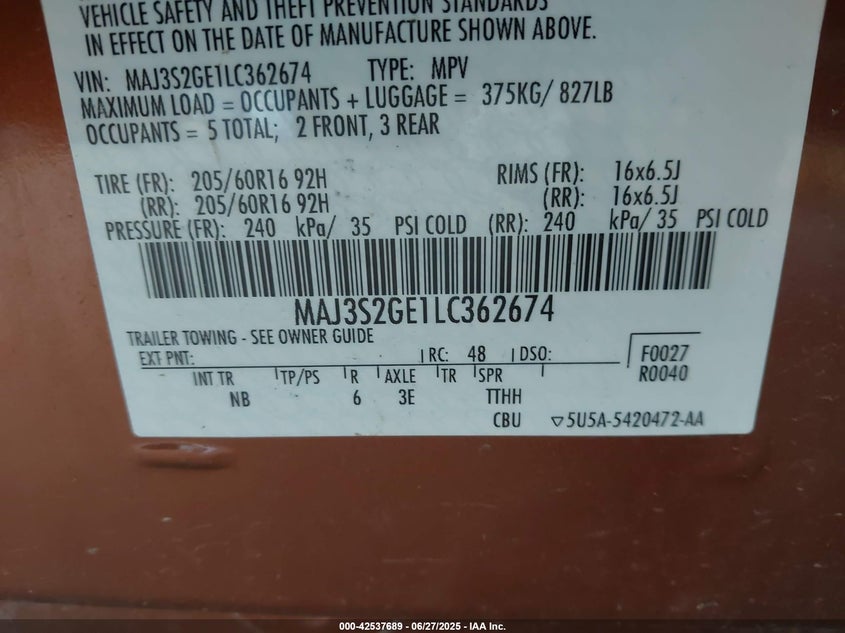 VEHICLE SAFETY AND THEFT PREVENTION STANDARDS
IN EFFECT ON THE DATE OF MANUFACTURE SHOWN ABOVE.
VIN: MAJ3S2GE1LC362674 TYPE: MPV
MAXIMUM LOAD = OCCUPANTS + LUGGAGE = 375KG/ 827LB
OCCUPANTS = 5 TOTAL; 2 FRONT, 3 REAR
TIRE (FR): 205/60R16 92H RIMS (FR): 16x6.5J
(RR): 205/60R16 92H (RR): 16x6.5J
PRESSURE (FR): 240 kPa/ 35 PSI COLD (RR): 240 kPa/ 35 PSI COLD
MAJ3S2GE1LC362674
TRAILER TOWING - SEE OWNER GUIDE
EXT PNT: RC: 48 DSO: F0027
INT TR TP/PS R AXLE TR SPR R0040
NB 6 3E TTHH
CBU ▽5U5A-5420472-AA
000-42537689 - 06/27/2025 - IAA Inc.